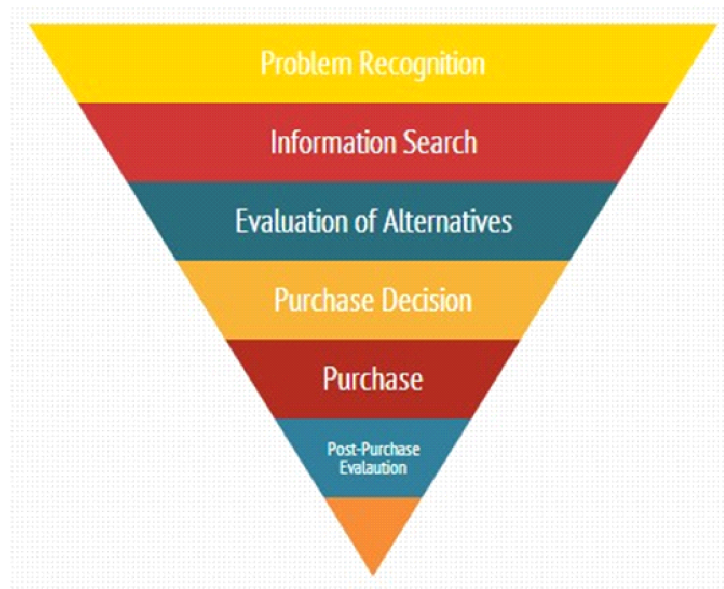 Problem Recognition
Information Search
Evaluation of Alternatives
Purchase Decision
Purchase
Post-Purchase
Evalaution